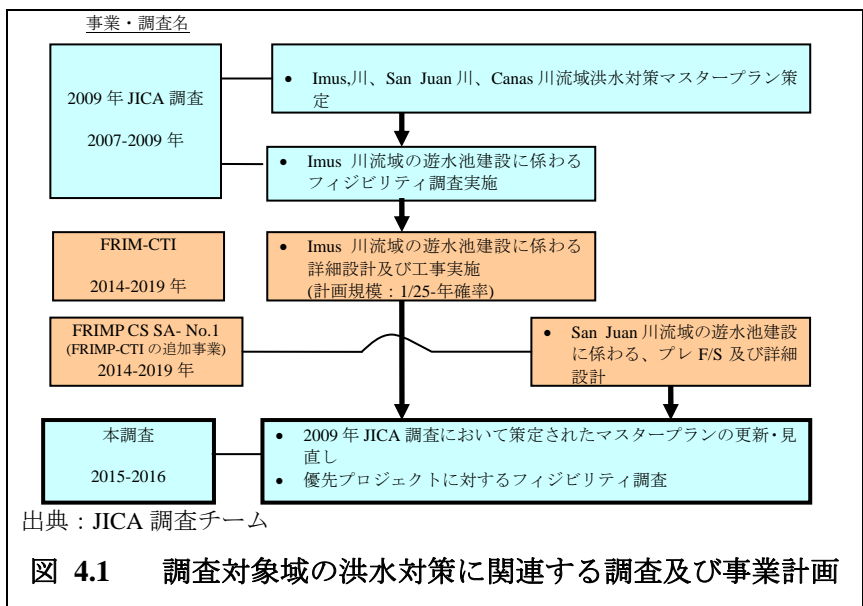 事業・調査名
2009 年 JICA 調査
2007-2009 年
• Imus,川、San Juan 川、Canas 川流域洪水対策マスタープラン策
定
• Imus 川流域の遊水池建設に係わる
フィジビリティ調査実施
FRIM-CTI
2014-2019 年
• Imus 川流域の遊水池建設に係わる
詳細設計及び工事実施
(計画規模：1/25-年確率)
FRIMP CS SA- No.1
(FRIMP-CTI の追加事業)
2014-2019 年
• San Juan 川流域の遊水池建設
に係わる、プレ F/S 及び詳細
設計
本調査
2015-2016
• 2009 年 JICA 調査において策定されたマスタープランの更新・見
直し
• 優先プロジェクトに対するフィジビリティ調査
出典：JICA 調査チーム
図 4.1 調査対象域の洪水対策に関連する調査及び事業計画